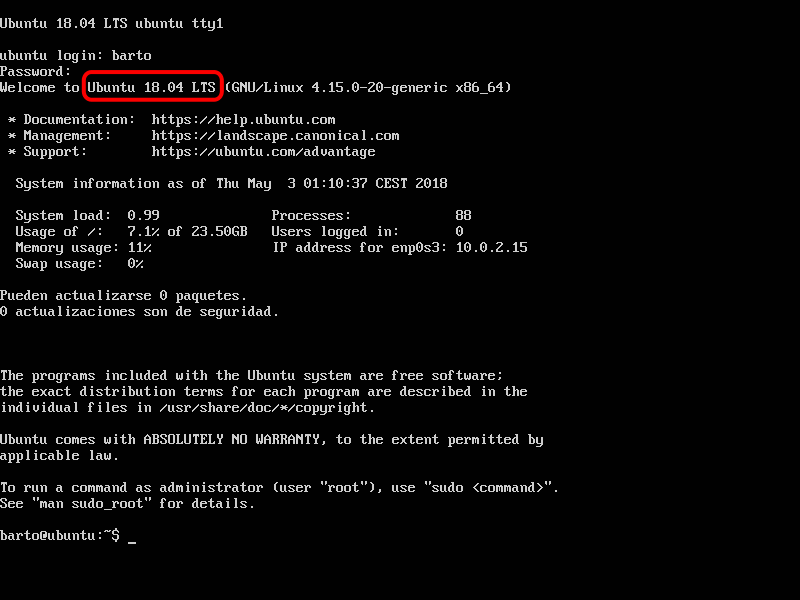 Ubuntu 18.04 LTS ubuntu tty1
ubuntu login: barto
Password:
Welcome to Ubuntu 18.04 LTS (GNU/Linux 4.15.0-20-generic x86_64)
* Documentation:  https://help.ubuntu.com
* Management:     https://landscape.canonical.com
* Support:        https://ubuntu.com/advantage
System information as of Thu May  3 01:10:37 CEST 2018
System load:  0.99              Processes:             88
Usage of /:   7.1% of 23.50GB   Users logged in:       0
Memory usage: 11%               IP address for enp0s3: 10.0.2.15
Swap usage:   0%
Pueden actualizarse 0 paquetes.
0 actualizaciones son de seguridad.
The programs included with the Ubuntu system are free software;
the exact distribution terms for each program are described in the
individual files in /usr/share/doc/*/copyright.
Ubuntu comes with ABSOLUTELY NO WARRANTY, to the extent permitted by
applicable law.
To run a command as administrator (user "root"), use "sudo <command>".
See "man sudo_root" for details.
barto@ubuntu:~$ _